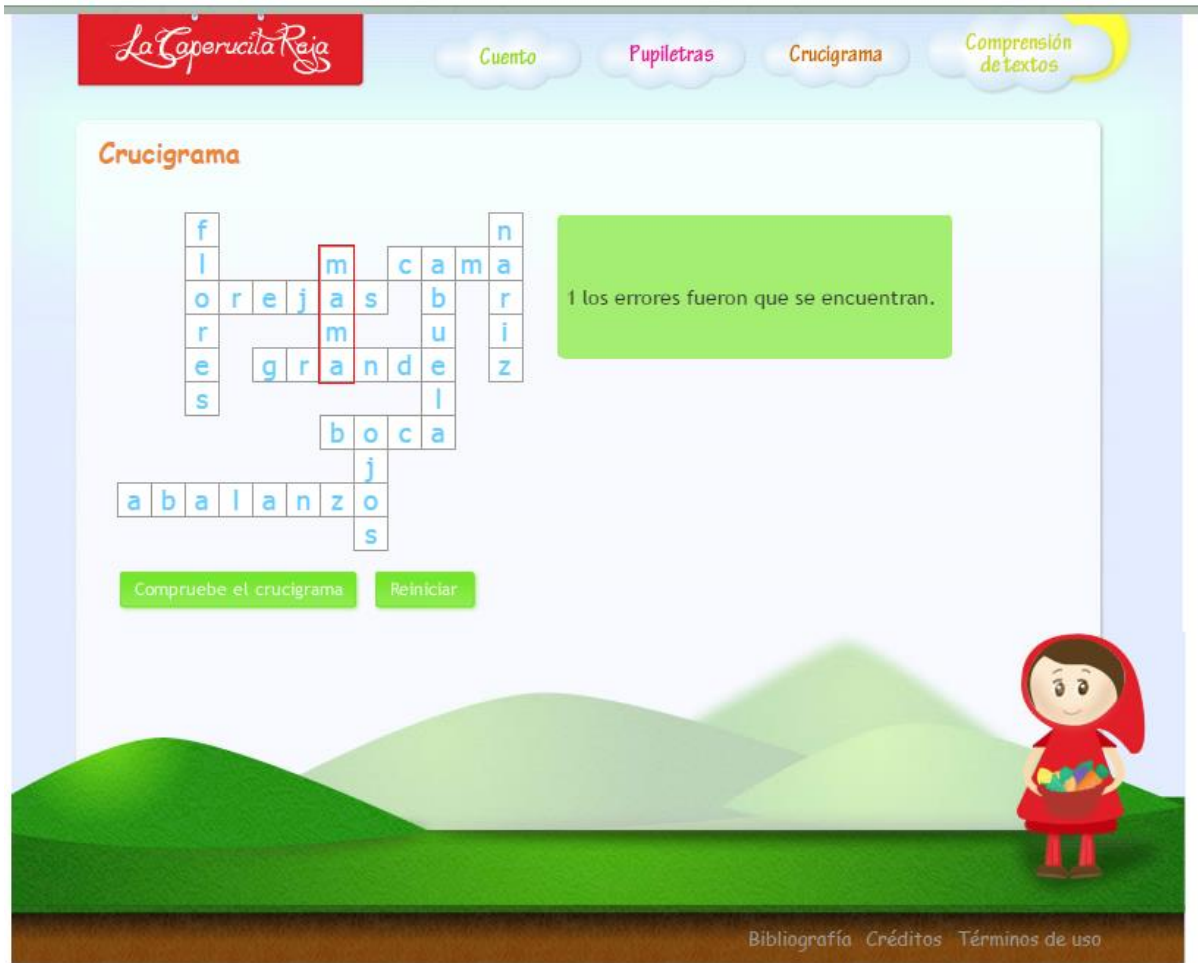 La Caperucita Roja
Cuento
Pupiletras
Crucigrama
Comprensión
de textos
Crucigrama
f n
l m c a m a
o r e j a s b r
r m u i
e g r a n d e z
s l
b o c a
j
a b a l a n z o
s
1 los errores fueron que se encuentran.
Compruebe el crucigrama
Reiniciar
Bibliografía Créditos Términos de uso